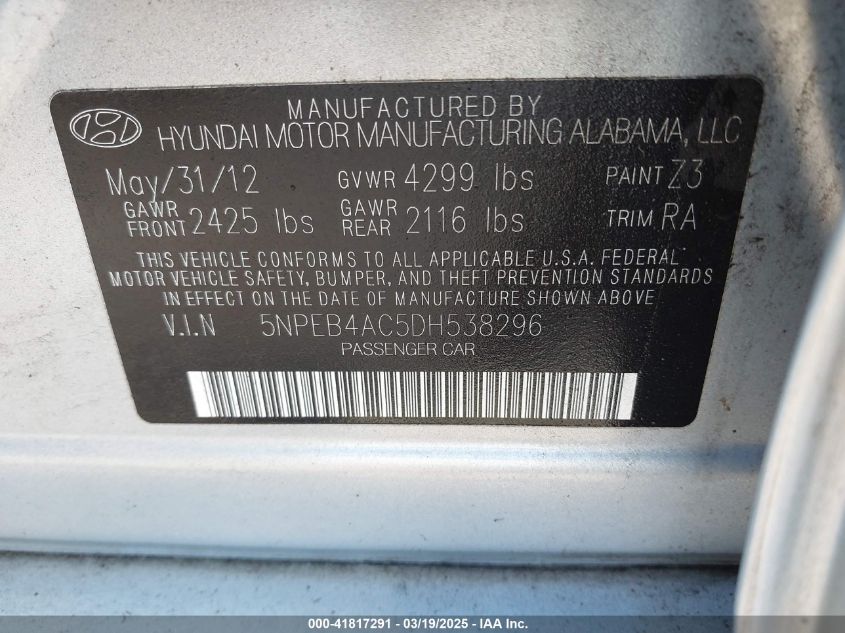 MANUFACTURED BY
HYUNDAI MOTOR MANUFACTURING ALABAMA, LLC
May/31/12 GVWR 4299 lbs PAINT Z3
GAWR FRONT 2425 lbs GAWR REAR 2116 lbs TRIM RA
THIS VEHICLE CONFORMS TO ALL APPLICABLE U.S.A. FEDERAL
MOTOR VEHICLE SAFETY, BUMPER, AND THEFT PREVENTION STANDARDS
IN EFFECT ON THE DATE OF MANUFACTURE SHOWN ABOVE
V.I.N 5NPEB4AC5DH538296
PASSENGER CAR
000-41817291 - 03/19/2025 - IAA Inc.